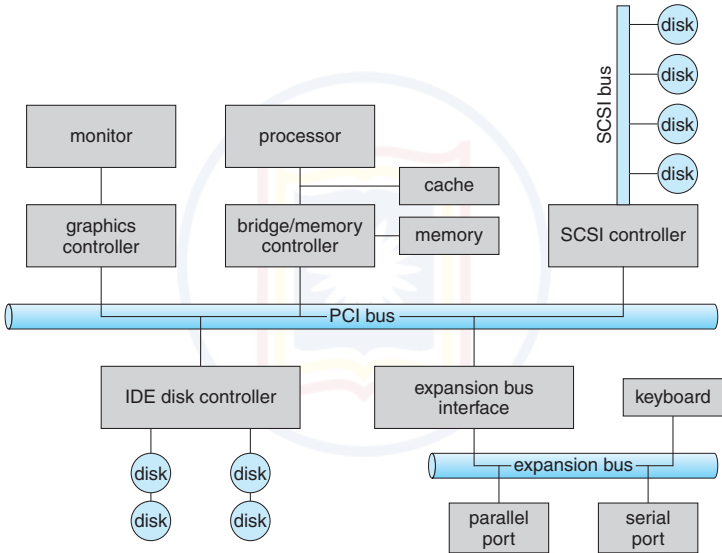 disk
disk
SCSI bus
disk
disk
monitor
processor
cache
graphics
controller
bridge/memory
controller
memory
SCSI controller
PCI bus
IDE disk controller
expansion bus
interface
keyboard
disk
disk
expansion bus
disk
disk
parallel
port
serial
port